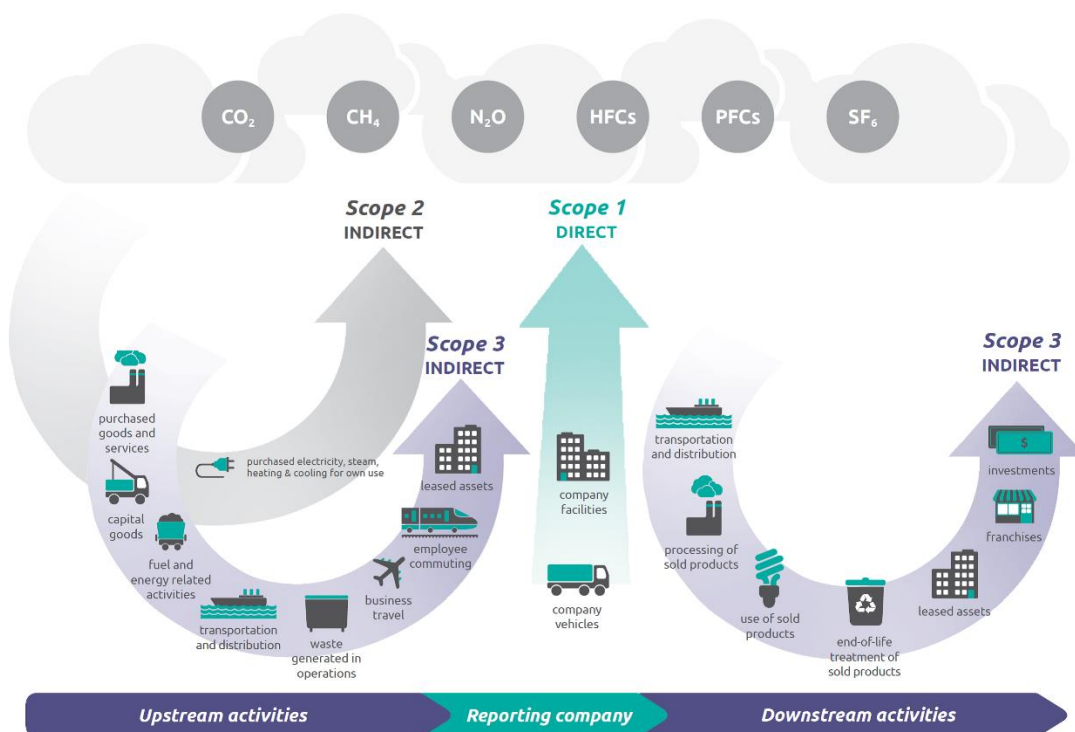 CO₂
CH₄
N₂O
HFCs
PFCs
SF₆
Scope 2
INDIRECT
Scope 1
DIRECT
Scope 3
INDIRECT
Scope 3
INDIRECT
purchased
goods and
services
capital
goods
fuel and
energy related
activities
purchased electricity, steam,
heating & cooling for own use
transportation
and distribution
waste
generated in
operations
business
travel
employee
commuting
leased assets
company
facilities
company
vehicles
transportation
and distribution
processing of
sold products
use of sold
products
end-of-life
treatment of
sold products
leased assets
franchises
$
investments
Upstream activities
Reporting company
Downstream activities